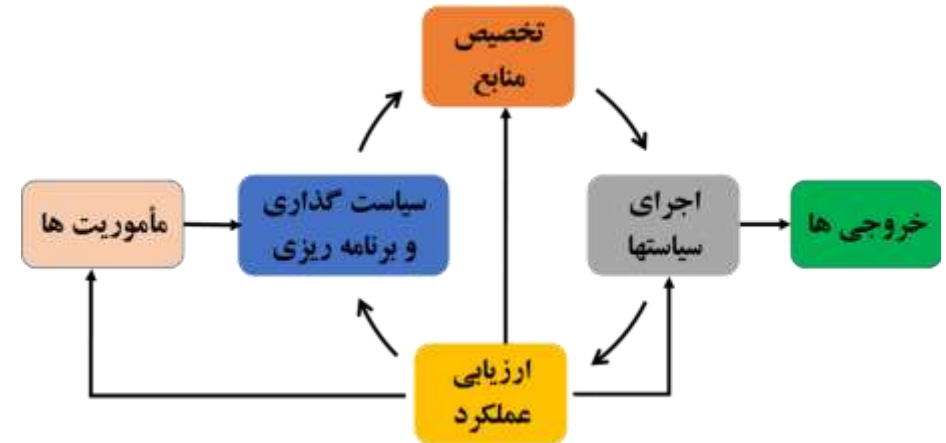 تخصیص
منابع
مأموریت ها
سیاست گذاری
و برنامه ریزی
اجرای
سیاستها
خروجی ها
ارزیابی
عملکرد